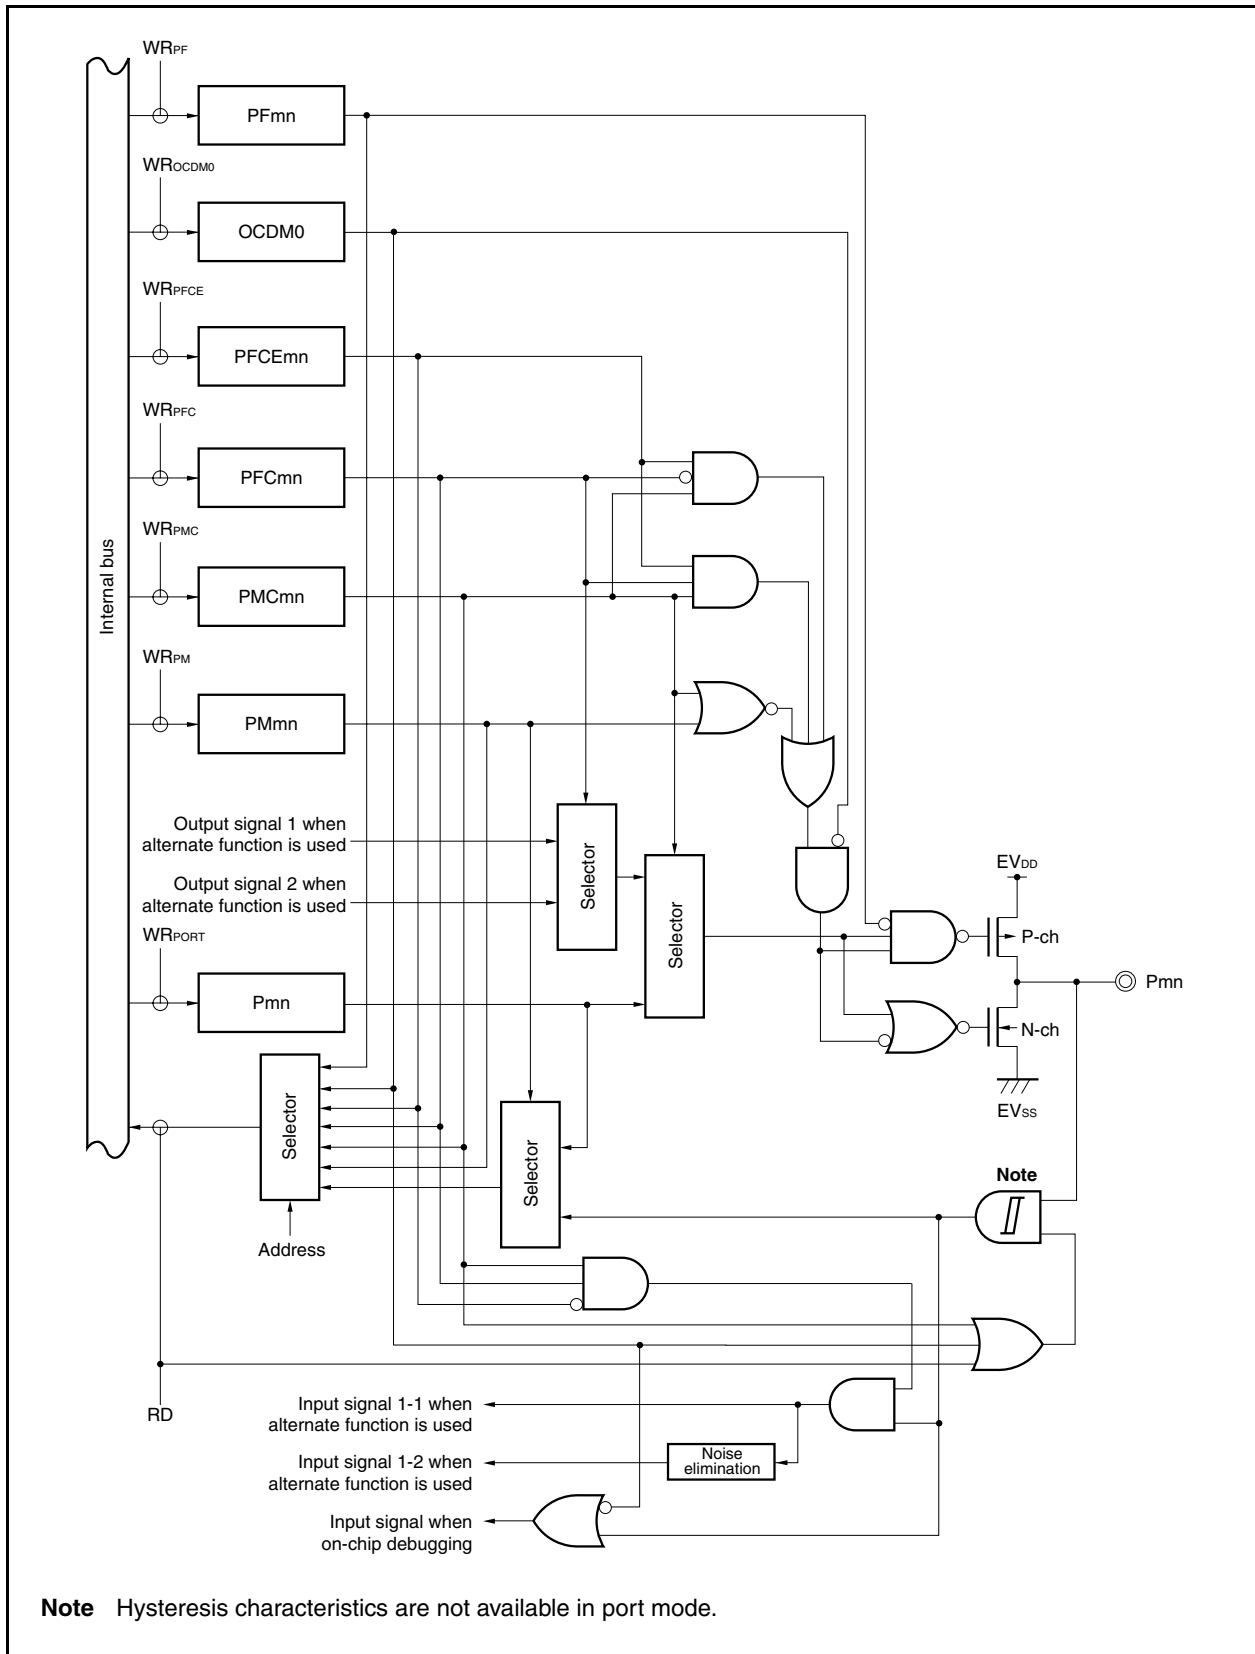 WRPF
PFmn
WROCDM0
OCDM0
WRPFCE
PFCEmn
WRPFC
PFCmn
WRPMC
PMCmn
Internal bus
WRPM
PMmn
Output signal 1 when
alternate function is used
Output signal 2 when
alternate function is used
Selector
Selector
EVDD
P-ch
WRPORT
Pmn
Pmn
N-ch
EVSS
Selector
Selector
Address
Note
RD
Input signal 1-1 when
alternate function is used
Noise
elimination
Input signal 1-2 when
alternate function is used
Input signal when
on-chip debugging
Note Hysteresis characteristics are not available in port mode.